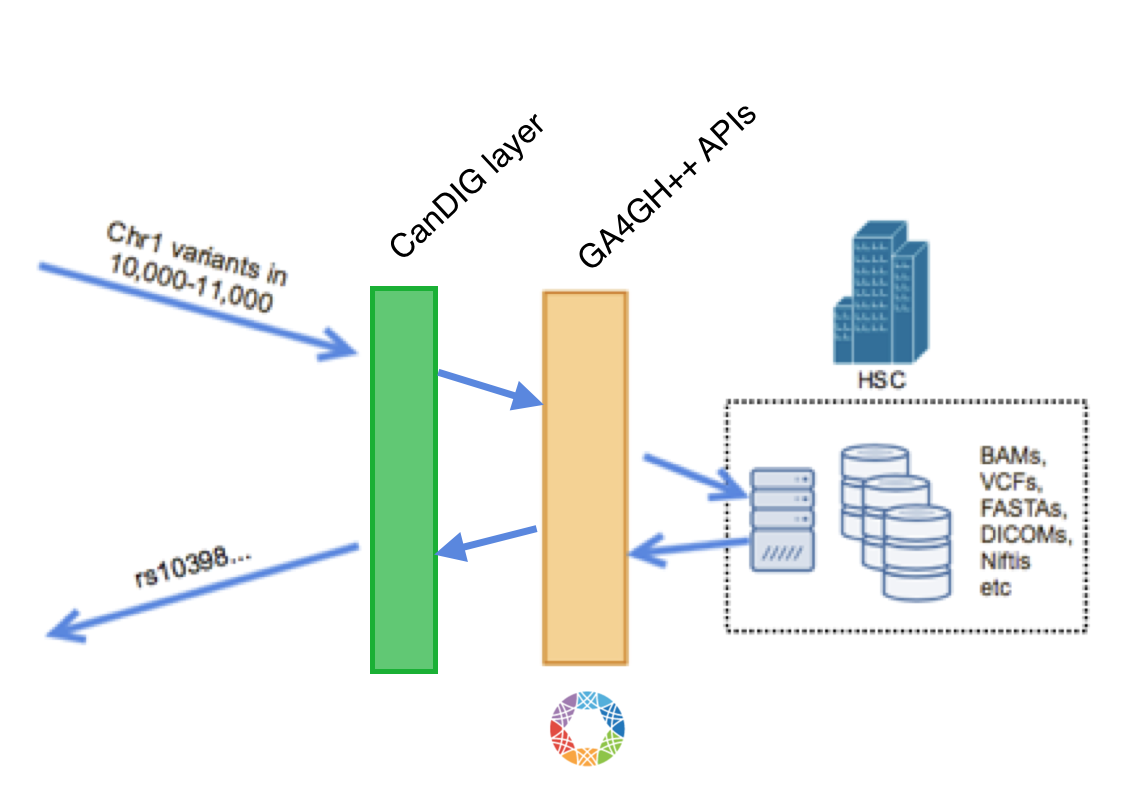 CanDIG layer
GA4GH++ APIs
Chr1 variants in
10,000-11,000
HSC
BAMs,
VCFs,
FASTAs,
DICOMs,
Niftis
etc
rs10398...